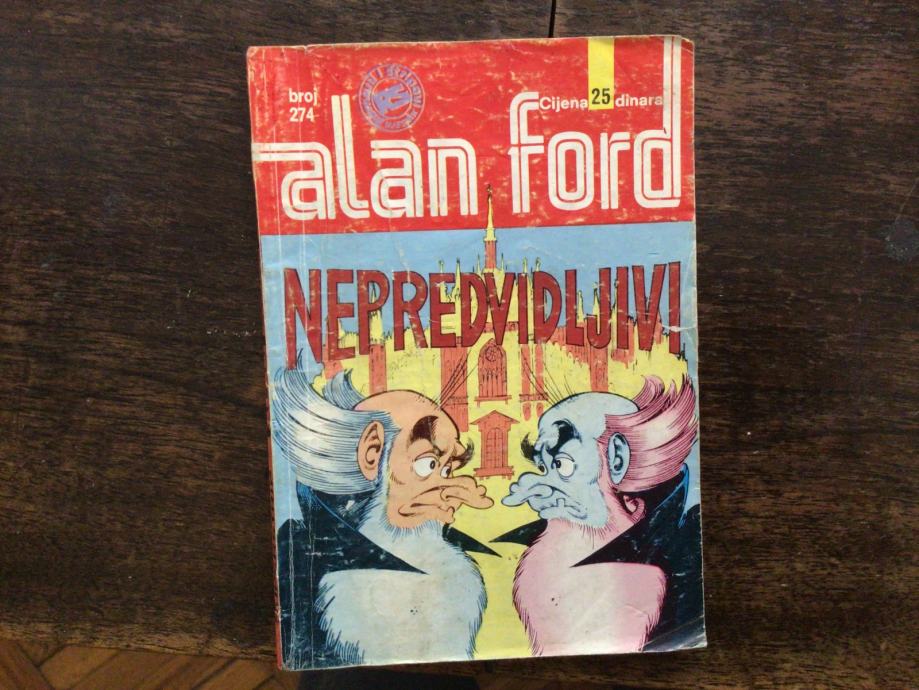 broj
274
Cijena 25 dinara
alan ford
NEPREDVIDLJIVI